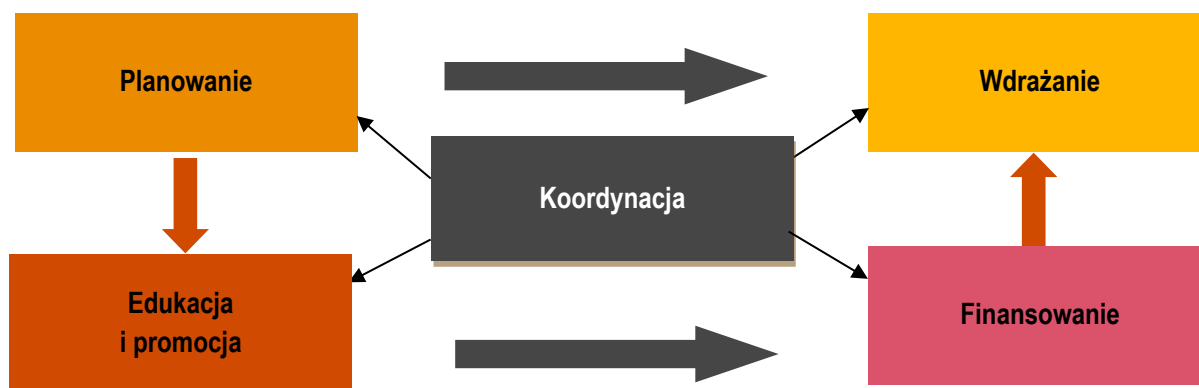 Planowanie
Wdrażanie
Koordynacja
Edukacja
i promocja
Finansowanie